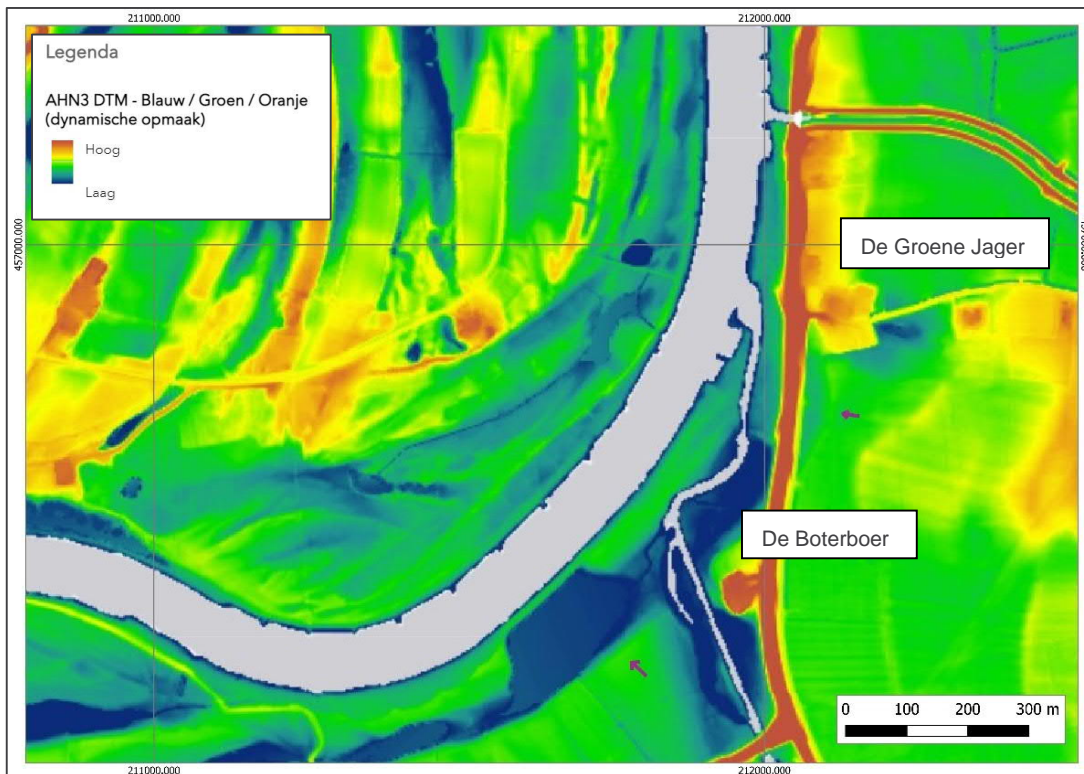 211000.000
212000.000
Legenda
AHN3 DTM - Blauw / Groen / Oranje
(dynamische opmaak)
Hoog
Laag
457000.000
De Groene Jager
De Boterboer
0 100 200 300 m
211000.000
212000.000